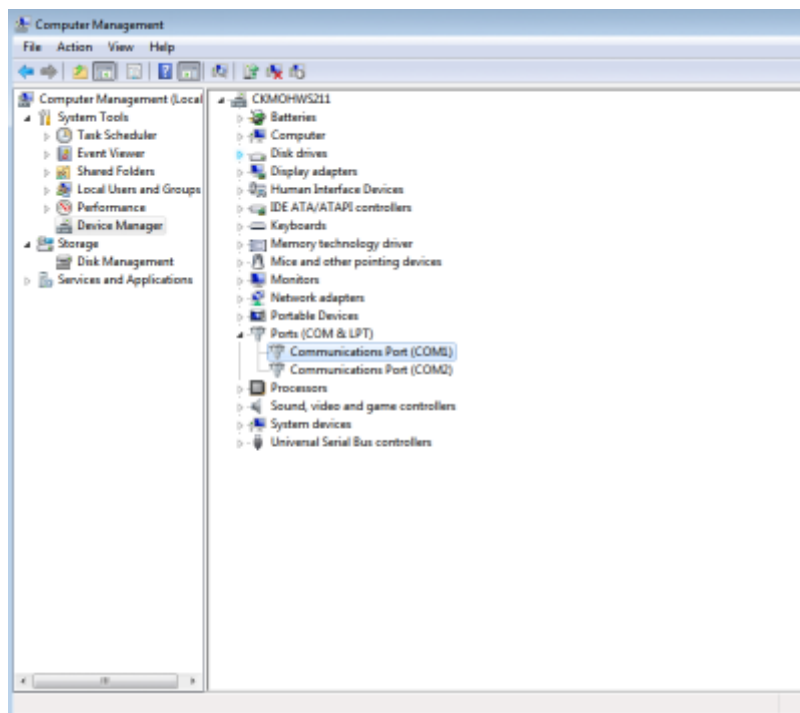 Computer Management
File Action View Help
Computer Management (Local
System Tools
Task Scheduler
Event Viewer
Shared Folders
Local Users and Groups
Performance
Device Manager
Storage
Disk Management
Services and Applications
CKMOHWS211
Batteries
Computer
Disk drives
Display adapters
Human Interface Devices
IDE ATA/ATAPI controllers
Keyboards
Memory technology driver
Mice and other pointing devices
Monitors
Network adapters
Portable Devices
Ports (COM & LPT)
Communications Port (COM1)
Communications Port (COM2)
Processors
Sound, video and game controllers
System devices
Universal Serial Bus controllers